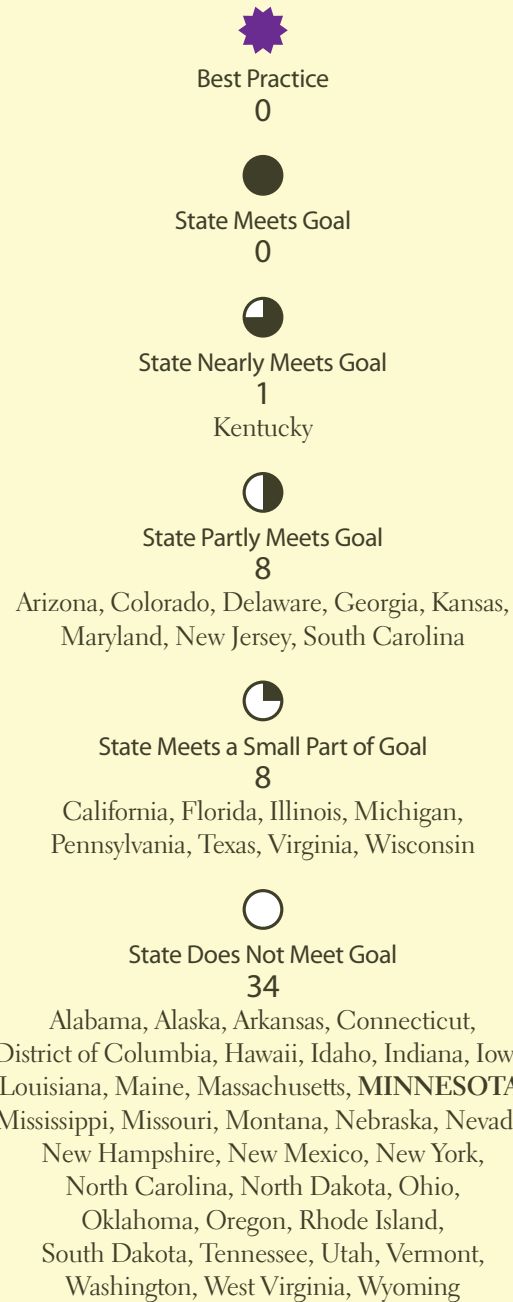 Best Practice
0
State Meets Goal
0
State Nearly Meets Goal
1
Kentucky
State Partly Meets Goal
8
Arizona, Colorado, Delaware, Georgia, Kansas,
Maryland, New Jersey, South Carolina
State Meets a Small Part of Goal
8
California, Florida, Illinois, Michigan,
Pennsylvania, Texas, Virginia, Wisconsin
State Does Not Meet Goal
34
Alabama, Alaska, Arkansas, Connecticut,
District of Columbia, Hawaii, Idaho, Indiana, Iow
Louisiana, Maine, Massachusetts, MINNESOTA
Mississippi, Missouri, Montana, Nebraska, Nevad
New Hampshire, New Mexico, New York,
North Carolina, North Dakota, Ohio,
Oklahoma, Oregon, Rhode Island,
South Dakota, Tennessee, Utah, Vermont,
Washington, West Virginia, Wyoming